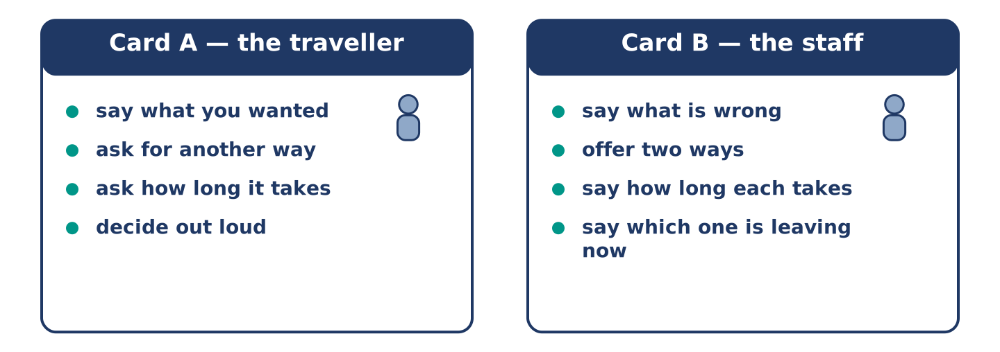 Card A — the traveller
say what you wanted
ask for another way
ask how long it takes
decide out loud
Card B — the staff
say what is wrong
offer two ways
say how long each takes
say which one is leaving
now